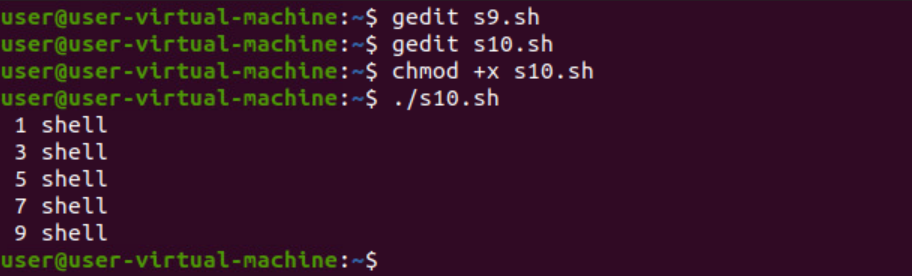 user@user-virtual-machine:~$ gedit s9.sh
user@user-virtual-machine:~$ gedit s10.sh
user@user-virtual-machine:~$ chmod +x s10.sh
user@user-virtual-machine:~$ ./s10.sh
 1 shell
 3 shell
 5 shell
 7 shell
 9 shell
user@user-virtual-machine:~$